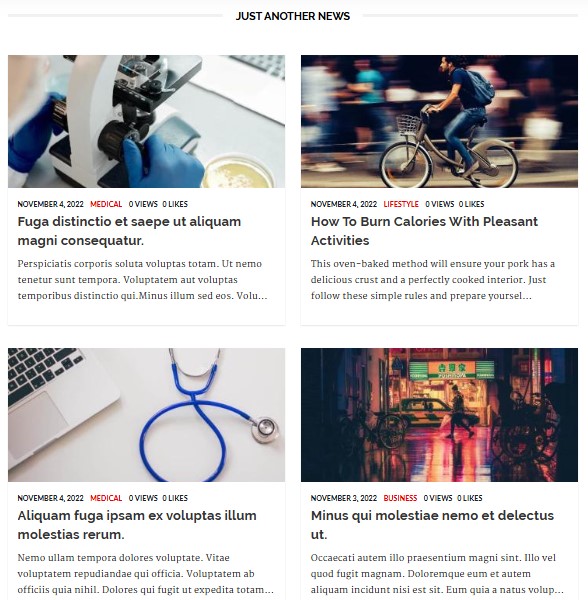 JUST ANOTHER NEWS
NOVEMBER 4, 2022 MEDICAL 0 VIEWS 0 LIKES
Fuga distinctio et saepe ut aliquam
magni consequatur.
Perspiciatis corporis soluta voluptas totam. Ut nemo
tenetur sunt tempora. Voluptatem aut voluptas
temporibus distinctio qui.Minus illum sed eos. Volu...
NOVEMBER 4, 2022 LIFESTYLE 0 VIEWS 0 LIKES
How To Burn Calories With Pleasant
Activities
This oven-baked method will ensure your pork has a
delicious crust and a perfectly cooked interior. Just
follow these simple rules and prepare yoursel...
NOVEMBER 4, 2022 MEDICAL 0 VIEWS 0 LIKES
Aliquam fuga ipsam ex voluptas illum
molestias rerum.
Nemo ullam tempora dolores voluptate. Vitae
voluptatem repudiandae qui officia. Voluptatem ab
officiis quia nihil. Dolores qui fugit ut expedita totam...
NOVEMBER 3, 2022 BUSINESS 0 VIEWS 0 LIKES
Minus qui molestiae nemo et delectus
ut.
Occaecati autem illo praesentium magni sint. Illo vel
quod fugit magnam. Doloremque eum et autem
aliquam incidunt nisi est sit. Eum quia a natus volup...